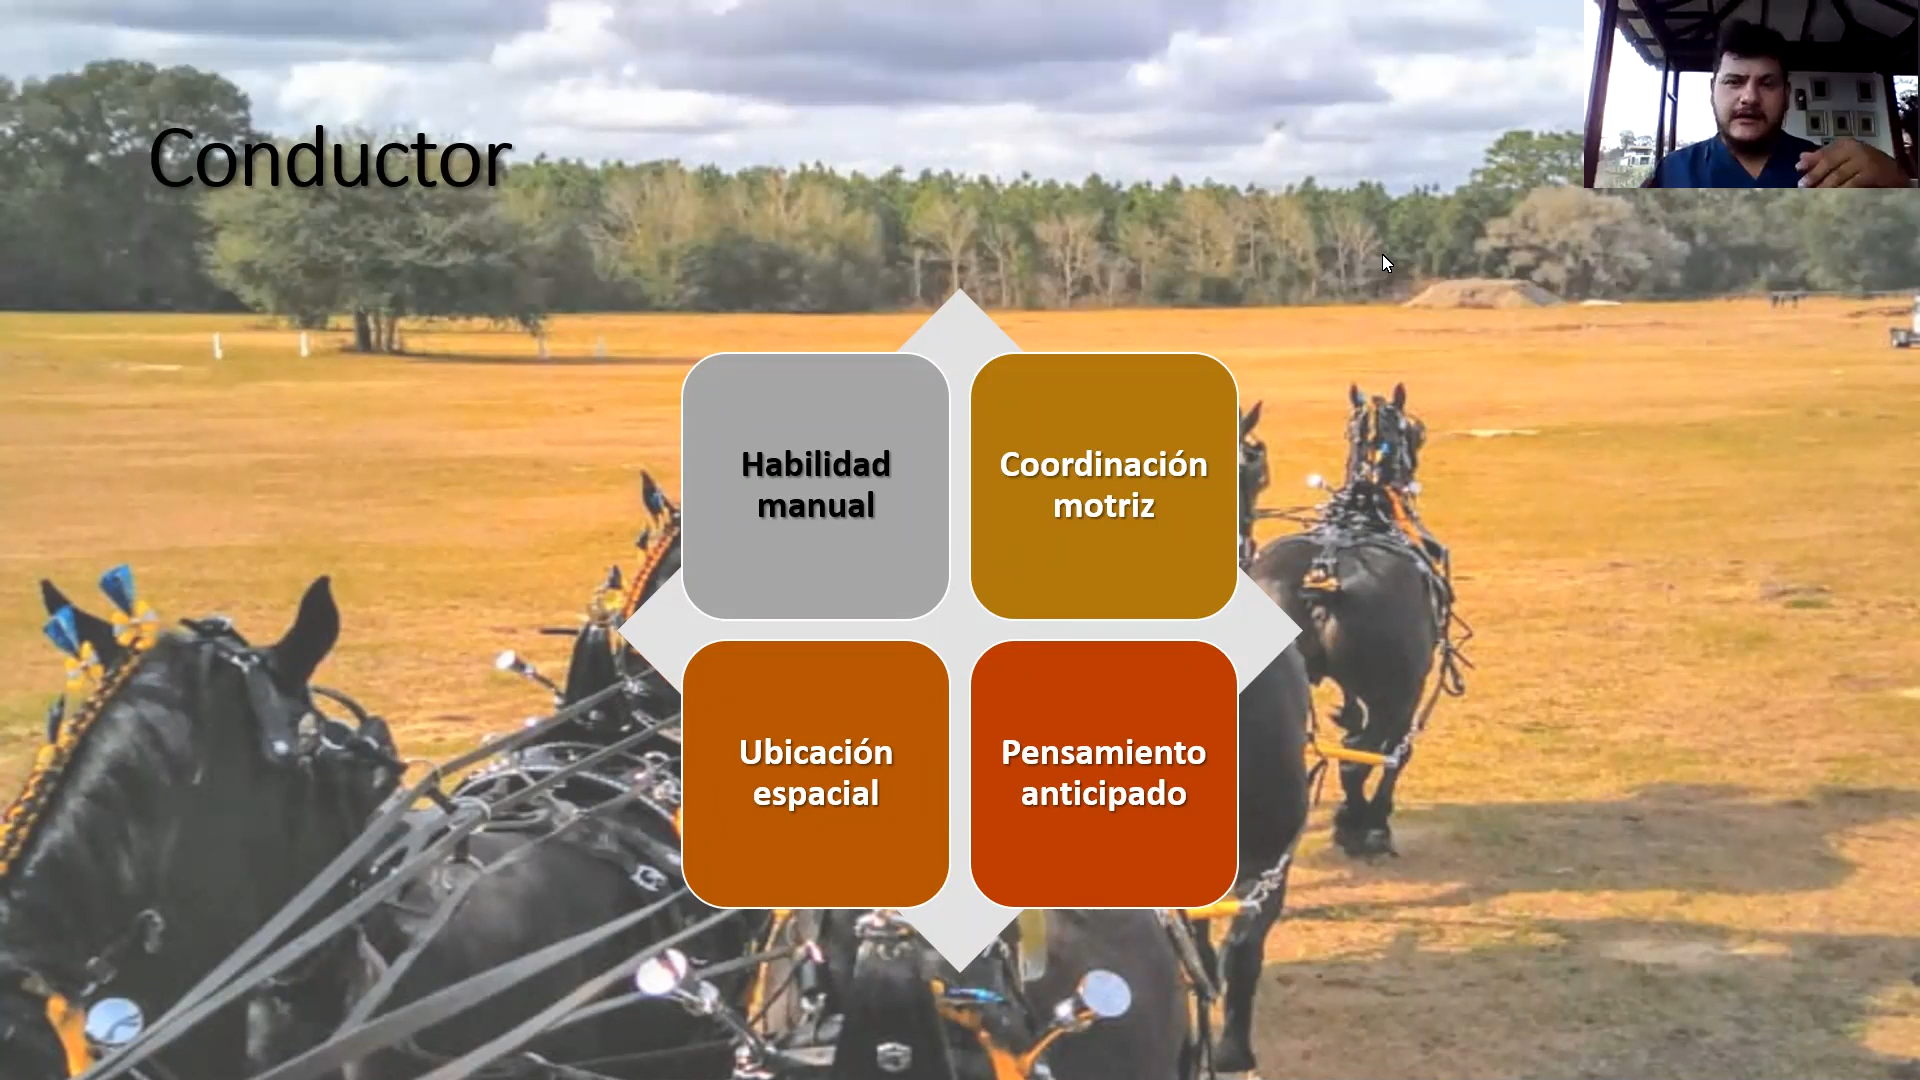 Conductor
Habilidad
manual
Coordinación
motriz
Ubicación
espacial
Pensamiento
anticipado